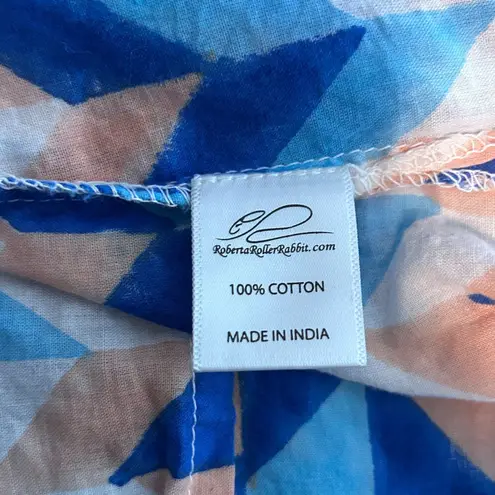 RobertaRollerRabbit.com
100% COTTON
MADE IN INDIA